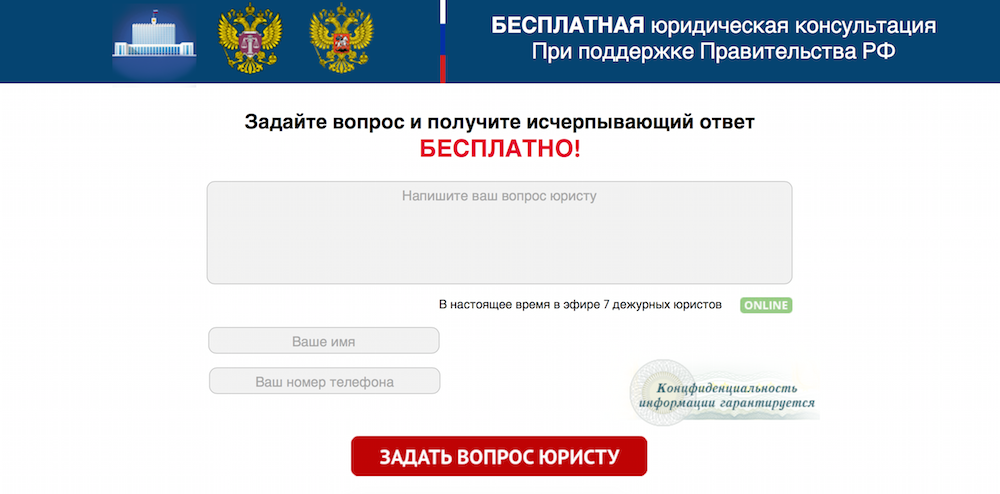 БЕСПЛАТНАЯ юридическая консультация
При поддержке Правительства РФ
Задайте вопрос и получите исчерпывающий ответ
БЕСПЛАТНО!
Напишите ваш вопрос юристу
В настоящее время в эфире 7 дежурных юристов ONLINE
Ваше имя
Ваш номер телефона
Концфиденциальность
информации гарантируется
ЗАДАТЬ ВОПРОС ЮРИСТУ